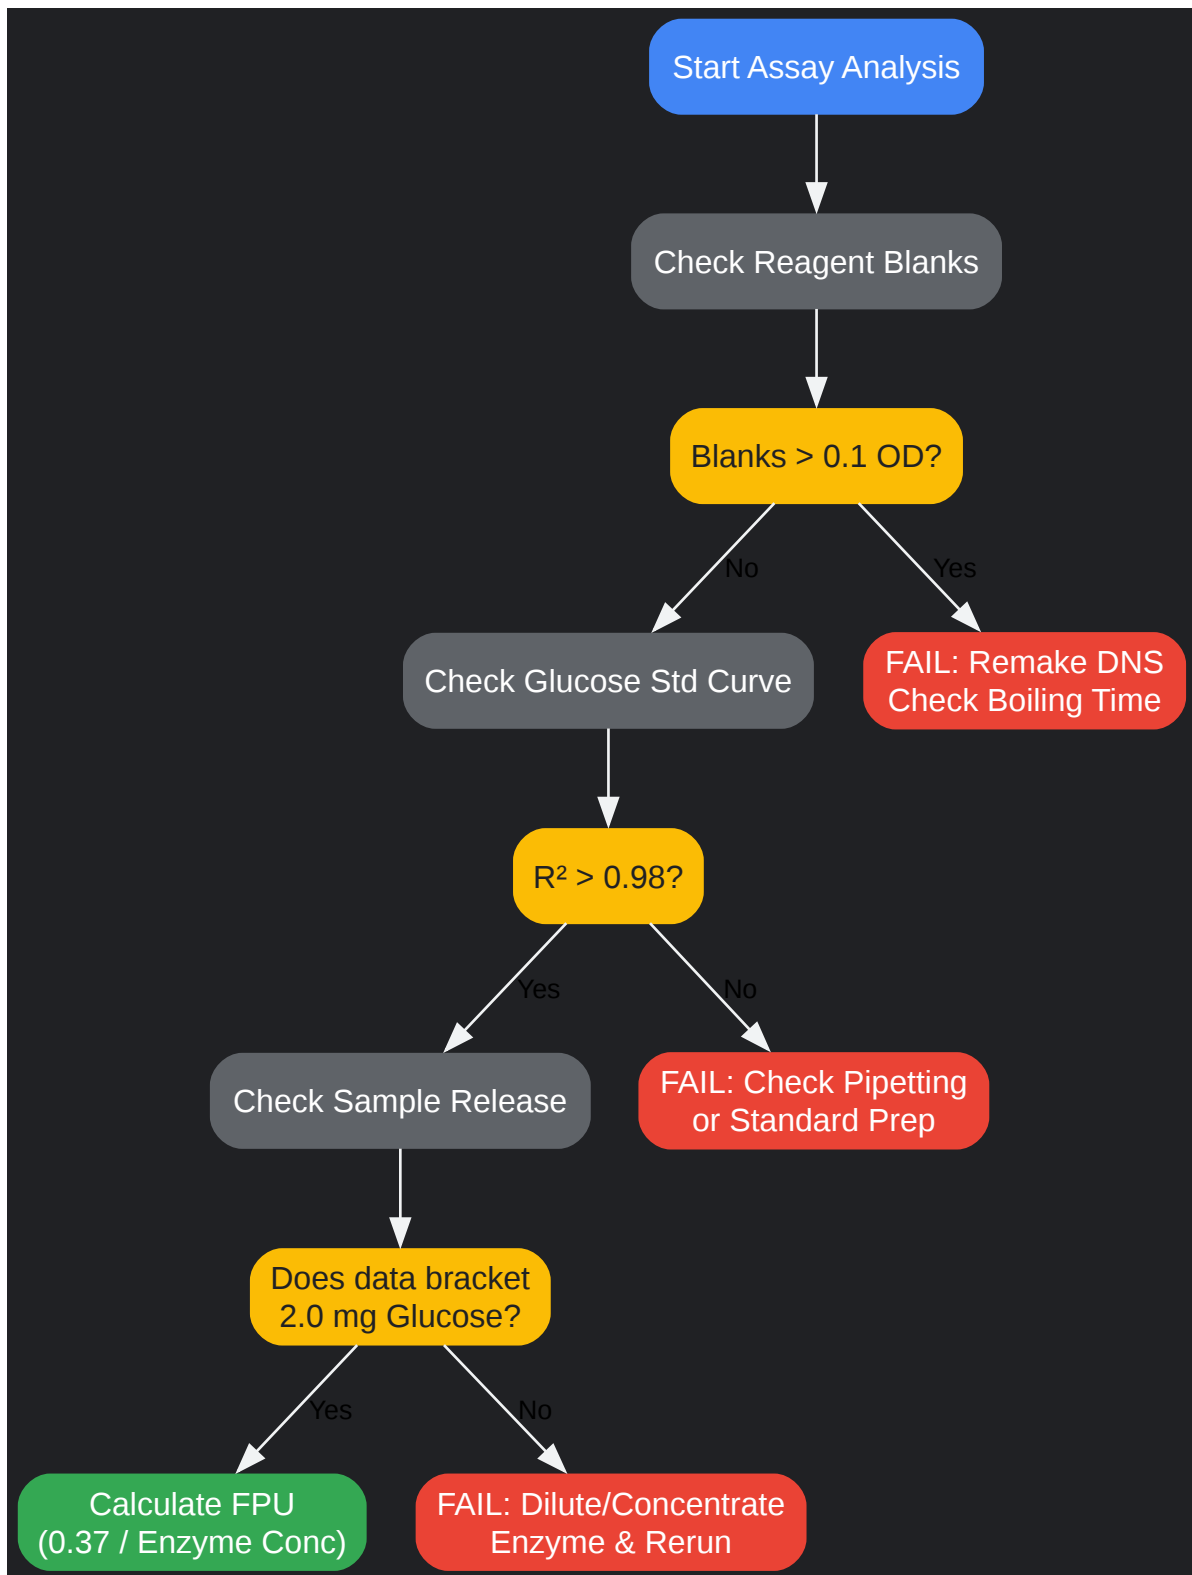 Start Assay Analysis
Check Reagent Blanks
Blanks > 0.1 OD?
No
Yes
Check Glucose Std Curve
FAIL: Remake DNS
Check Boiling Time
R² > 0.98?
Yes
No
Check Sample Release
FAIL: Check Pipetting
or Standard Prep
Does data bracket
2.0 mg Glucose?
Yes
No
Calculate FPU
(0.37 / Enzyme Conc)
FAIL: Dilute/Concentrate
Enzyme & Rerun